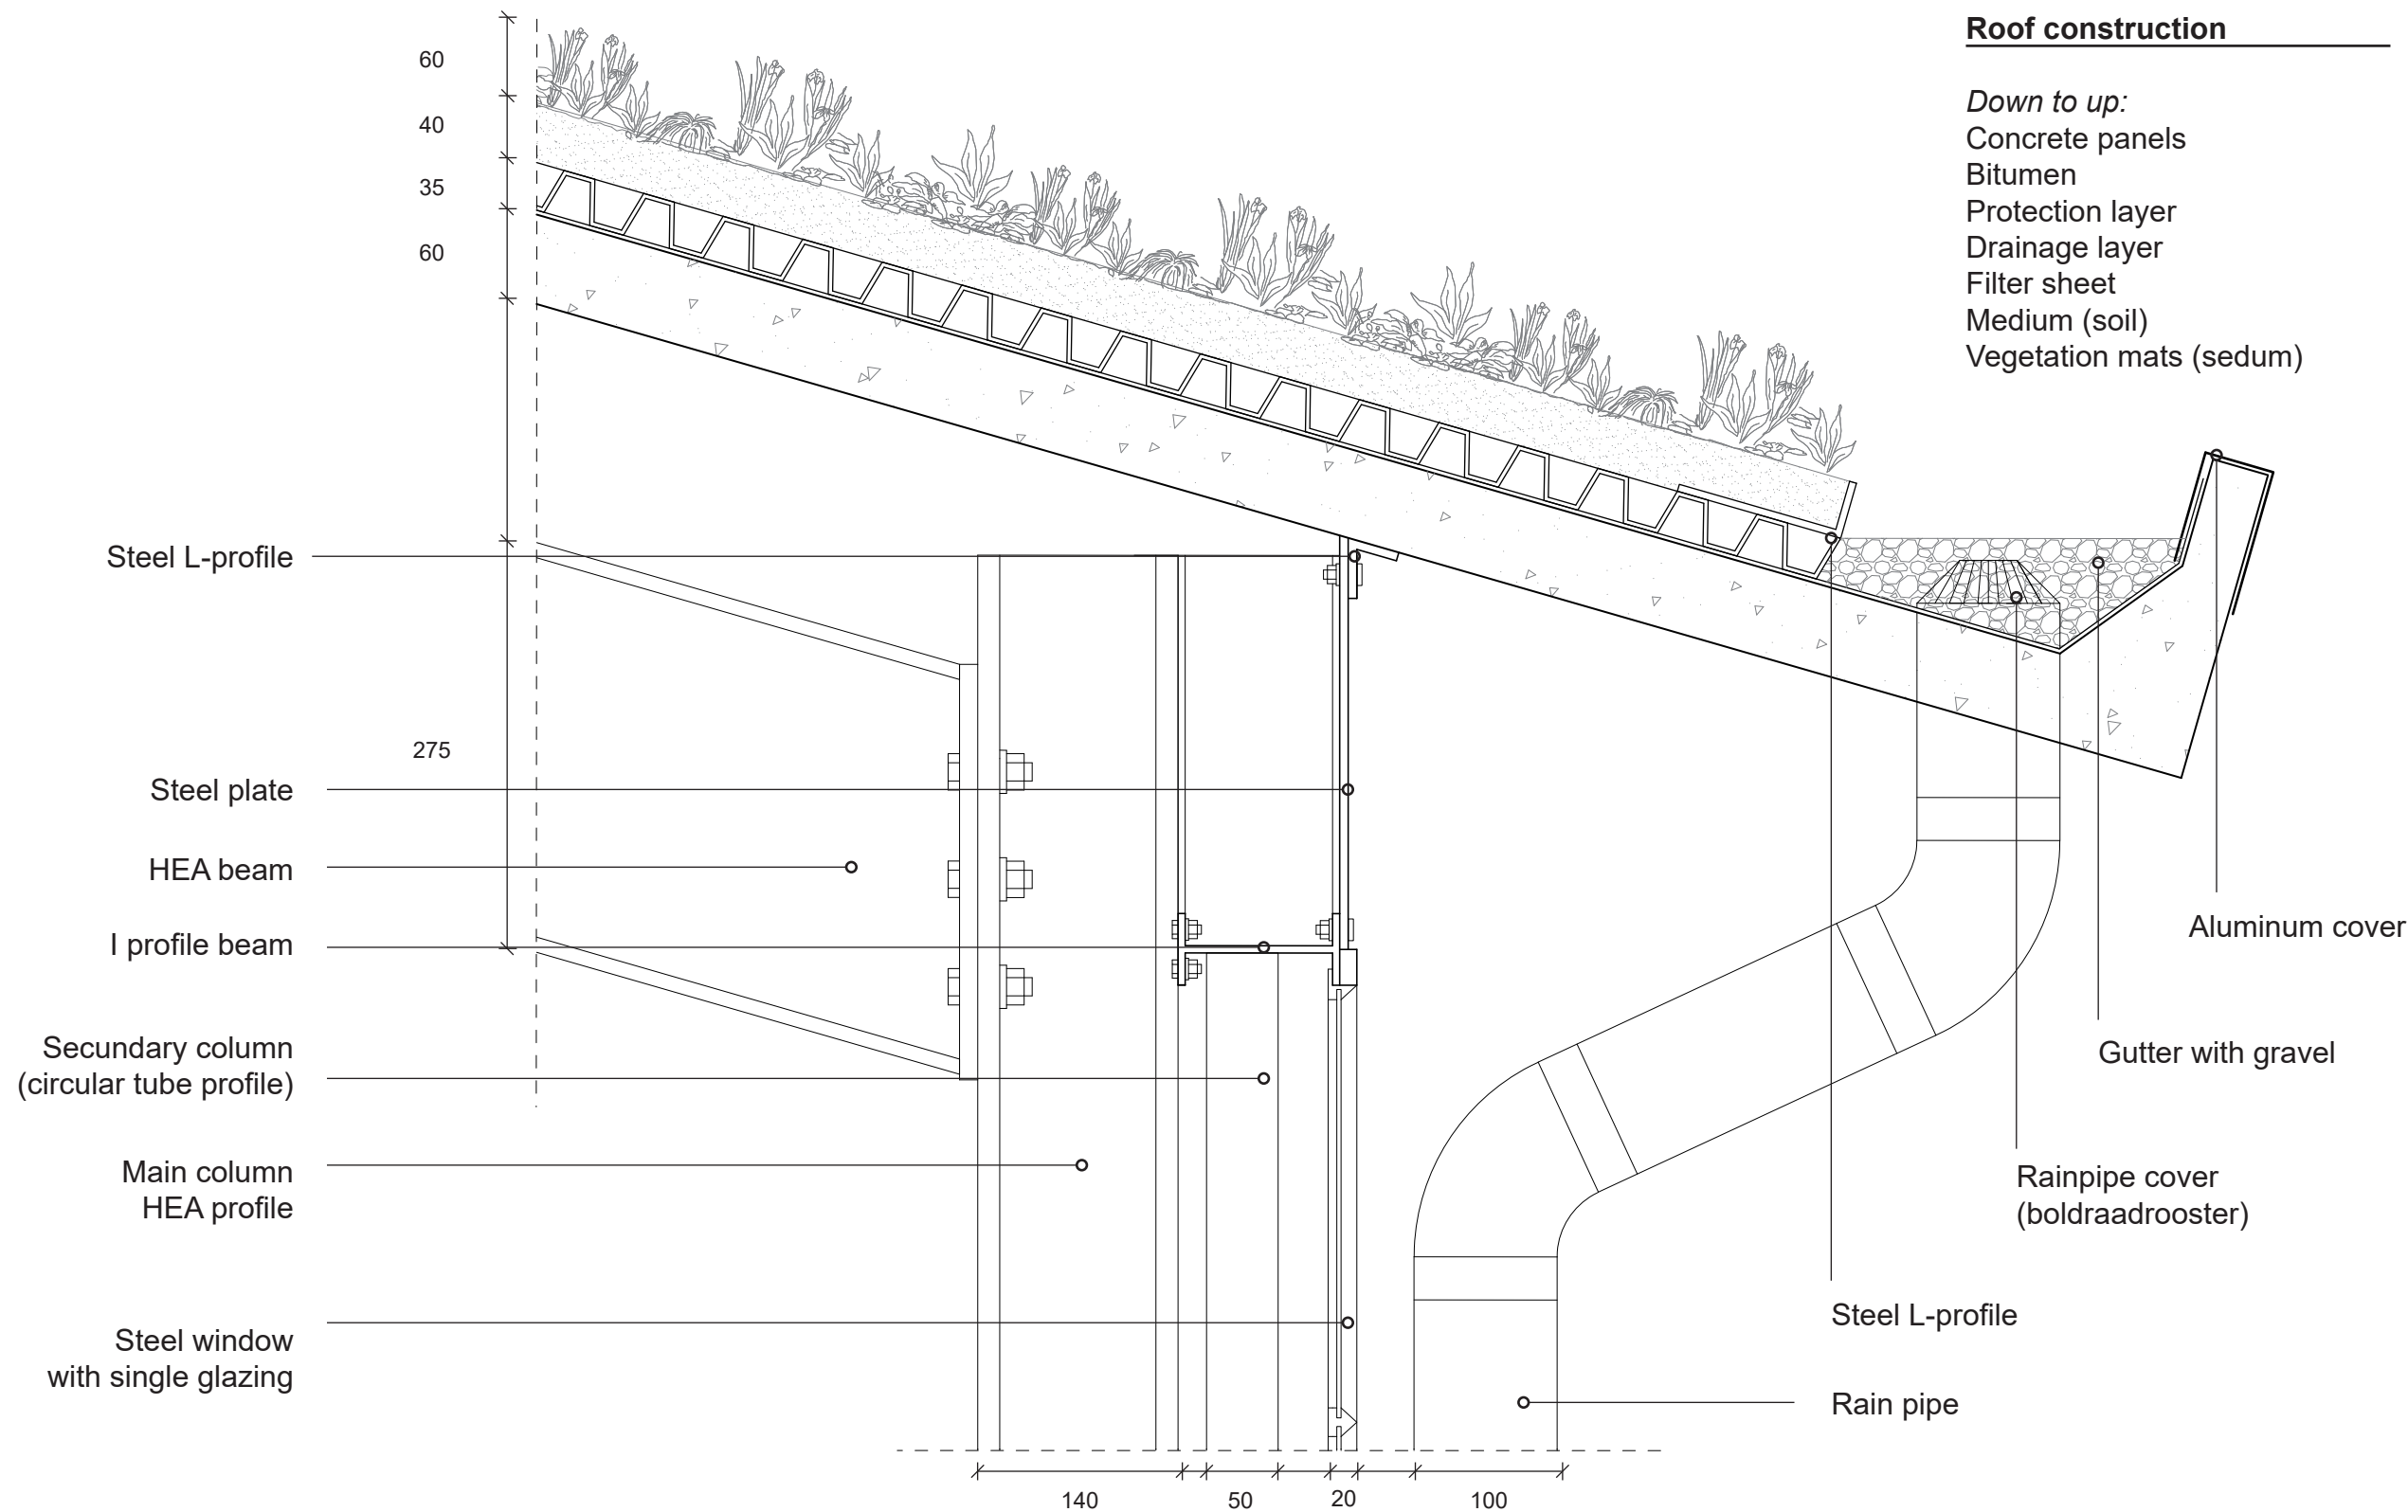 Roof construction
Down to up:
Concrete panels
Bitumen
Protection layer
Drainage layer
Filter sheet
Medium (soil)
Vegetation mats (sedum)
60
40
35
60
275
Steel L-profile
Steel plate
HEA beam
I profile beam
Secundary column
(circular tube profile)
Main column
HEA profile
Steel window
with single glazing
Aluminum cover
Gutter with gravel
Rainpipe cover
(boldraadrooster)
Steel L-profile
Rain pipe
140
50
20
100